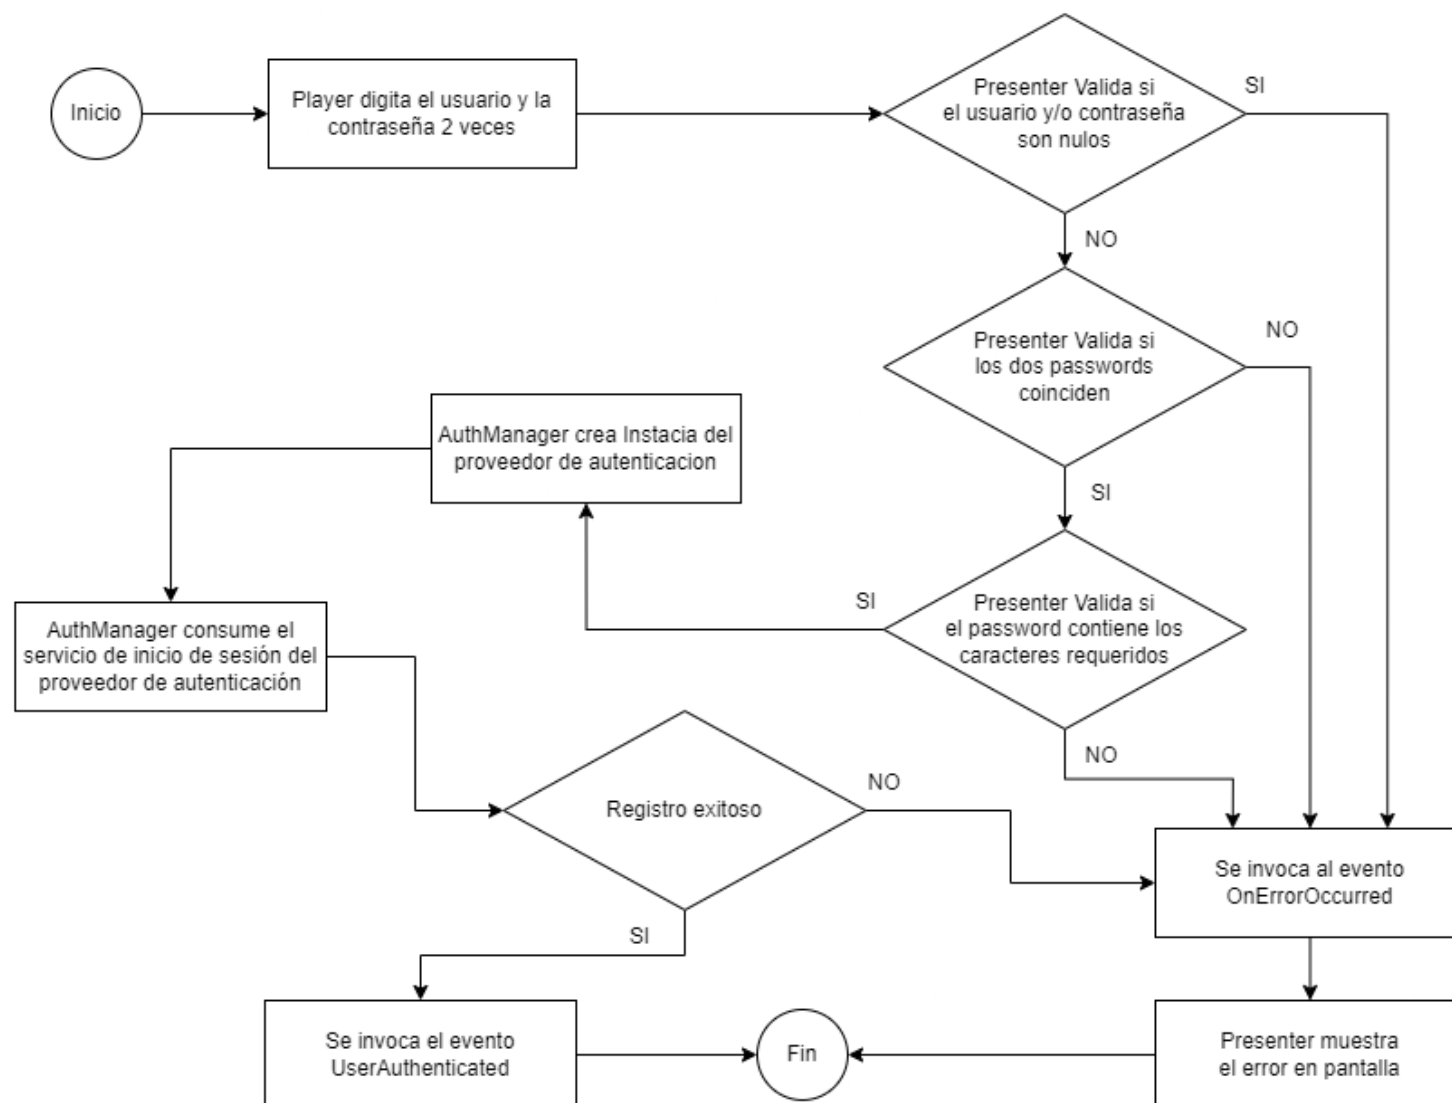 Inicio
Player digita el usuario y la
contraseña 2 veces
Presenter Valida si
el usuario y/o contraseña
son nulos
SI
NO
Presenter Valida si
los dos passwords
coinciden
NO
SI
Presenter Valida si
el password contiene los
caracteres requeridos
SI
NO
AuthManager crea Instacia del
proveedor de autenticacion
AuthManager consume el
servicio de inicio de sesión del
proveedor de autenticación
Registro exitoso
NO
SI
Se invoca al evento
OnErrorOccurred
Se invoca el evento
UserAuthenticated
Fin
Presenter muestra
el error en pantalla